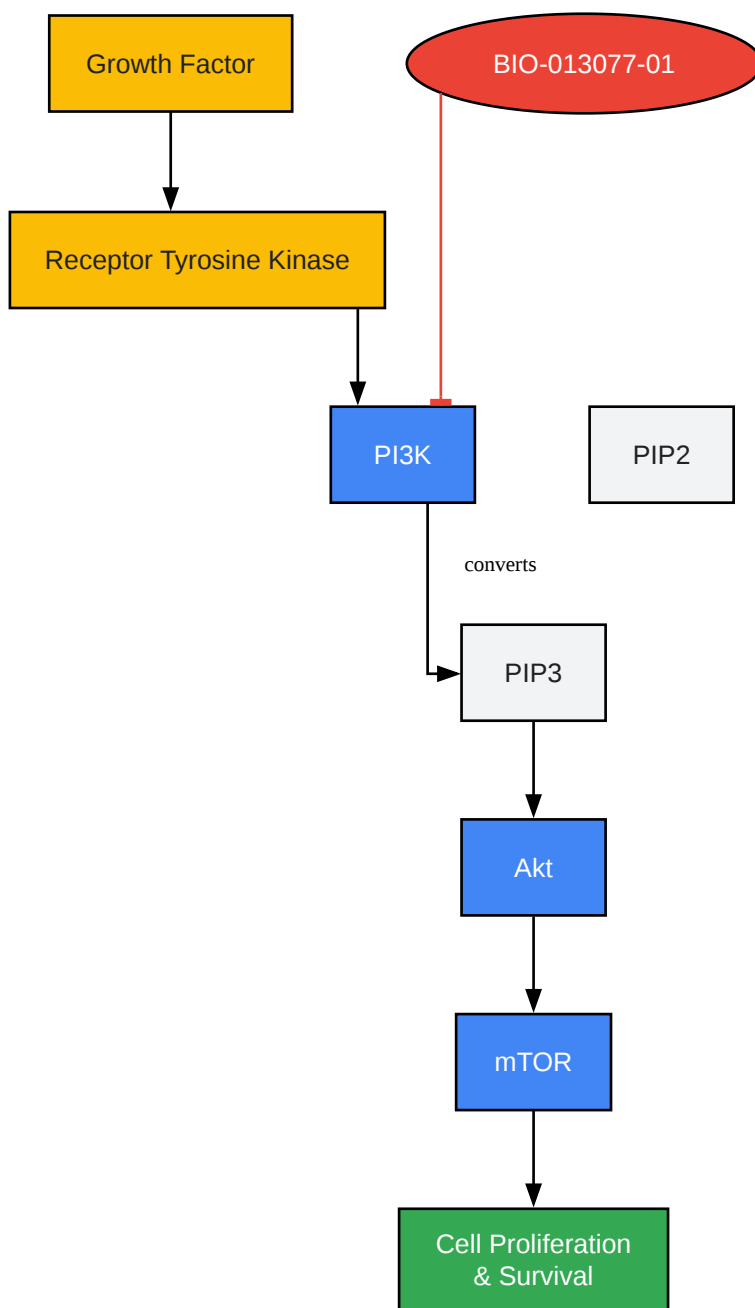 Growth Factor
BIO-013077-01
Receptor Tyrosine Kinase
PI3K
PIP2
converts
PIP3
Akt
mTOR
Cell Proliferation
& Survival